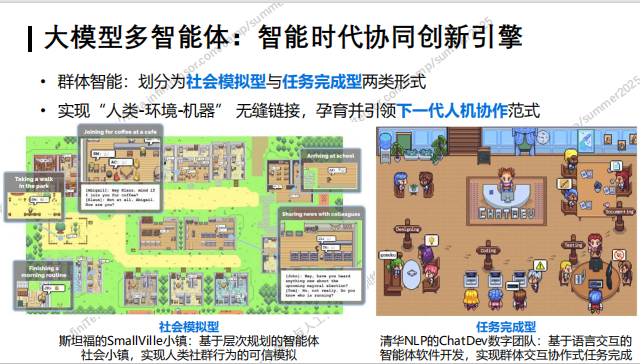 大模型多智能体：智能时代协同创新引擎
• 群体智能：划分为社会模拟型与任务完成型两类形式
• 实现“人类-环境-机器” 无缝链接，孕育并引领下一代人机协作范式
Joining for coffee at a cafe
[Abigail]: Hey Klaus, mind if
I join you for coffee?
[Klaus]: Not at all, Abigail.
How are you?
Taking a walk
in the park
Arriving at school
Sharing news with colleagues
[John]: Hey, have you heard
anything new about the
upcoming mayoral election?
[Tom]: No, not really. Do you
know who is running?
Finishing a
morning routine
CHATDEV
Designing
Coding
Testing
Documenting
社会模拟型
斯坦福的SmallVille小镇：基于层次规划的智能体
社会小镇，实现人类社群行为的可信模拟
任务完成型
清华NLP的ChatDev数字团队：基于语言交互的
智能体软件开发，实现群体交互协作式任务完成